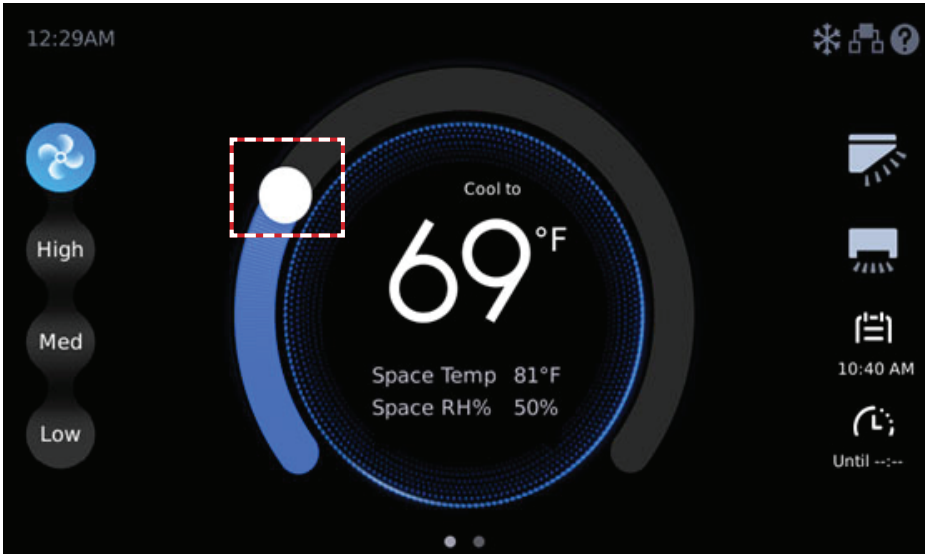 12:29AM
?
High
Med
Low
Cool to
69°F
Space Temp 81°F
Space RH% 50%
10:40 AM
Until --:--